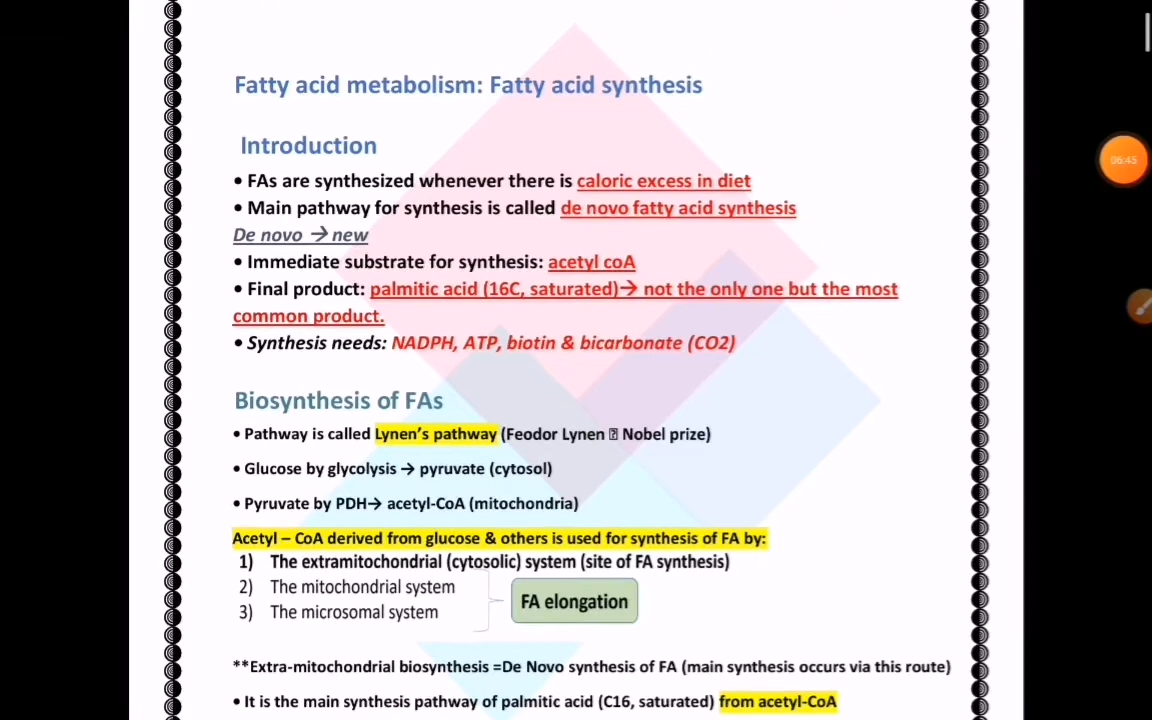 Fatty acid metabolism: Fatty acid synthesis
Introduction
• FAs are synthesized whenever there is caloric excess in diet
• Main pathway for synthesis is called de novo fatty acid synthesis
De novo → new
• Immediate substrate for synthesis: acetyl coA
• Final product: palmitic acid (16C, saturated)→ not the only one but the most
common product.
• Synthesis needs: NADPH, ATP, biotin & bicarbonate (CO2)
Biosynthesis of FAs
• Pathway is called Lynen’s pathway (Feodor Lynen Nobel prize)
• Glucose by glycolysis → pyruvate (cytosol)
• Pyruvate by PDH→ acetyl-CoA (mitochondria)
Acetyl – CoA derived from glucose & others is used for synthesis of FA by:
1) The extramitochondrial (cytosolic) system (site of FA synthesis)
2) The mitochondrial system
3) The microsomal system
FA elongation
**Extra-mitochondrial biosynthesis =De Novo synthesis of FA (main synthesis occurs via this route)
• It is the main synthesis pathway of palmitic acid (C16, saturated) from acetyl-CoA
06:45